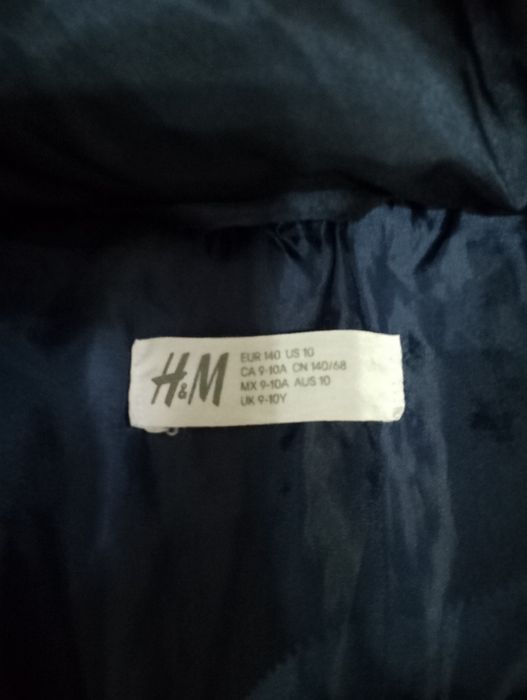 H&M
EUR 140 US 10
CA 9-10A CN 140/68
MX 9-10A AUS 10
UK 9-10Y